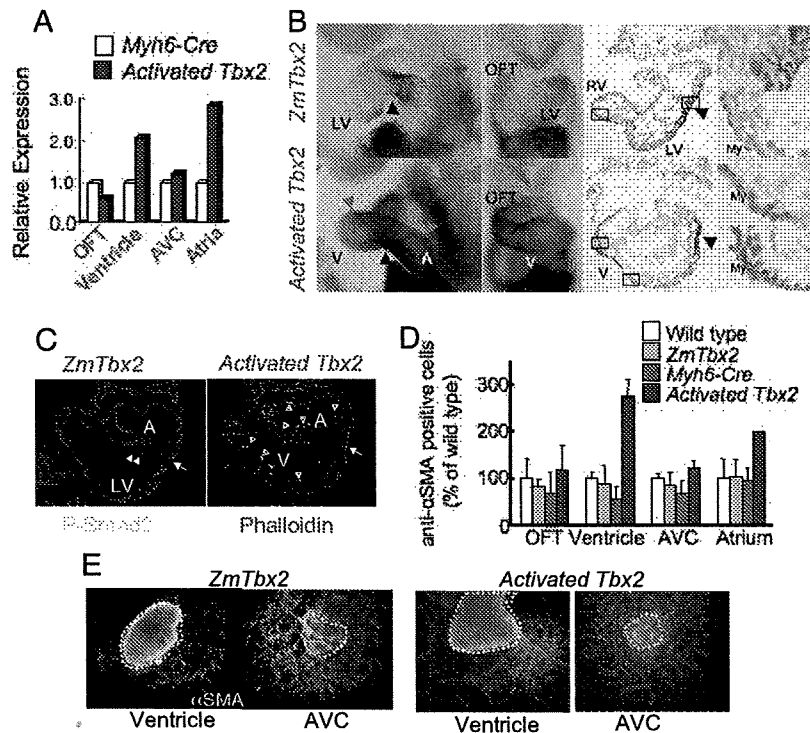 A
Myh6-Cre
Activated Tbx2
Relative Expression
3.0
2.0
1.0
0.0
OFT
Ventricle
AVC
Atria
B
ZmTbx2
Activated Tbx2
LV
OFT
LV
RV
LV
My
My
V
A
OFT
V
V
My
C
ZmTbx2
Activated Tbx2
A
LV
A
V
P-Smad2
Phalloidin
D
Wild type
ZmTbx2
Myh6-Cre
Activated Tbx2
anti-αSMA positive cells
(% of wild type)
300
200
100
0
OFT Ventricle AVC Atrium
E
ZmTbx2
Activated Tbx2
αSMA
Ventricle
AVC
Ventricle
AVC